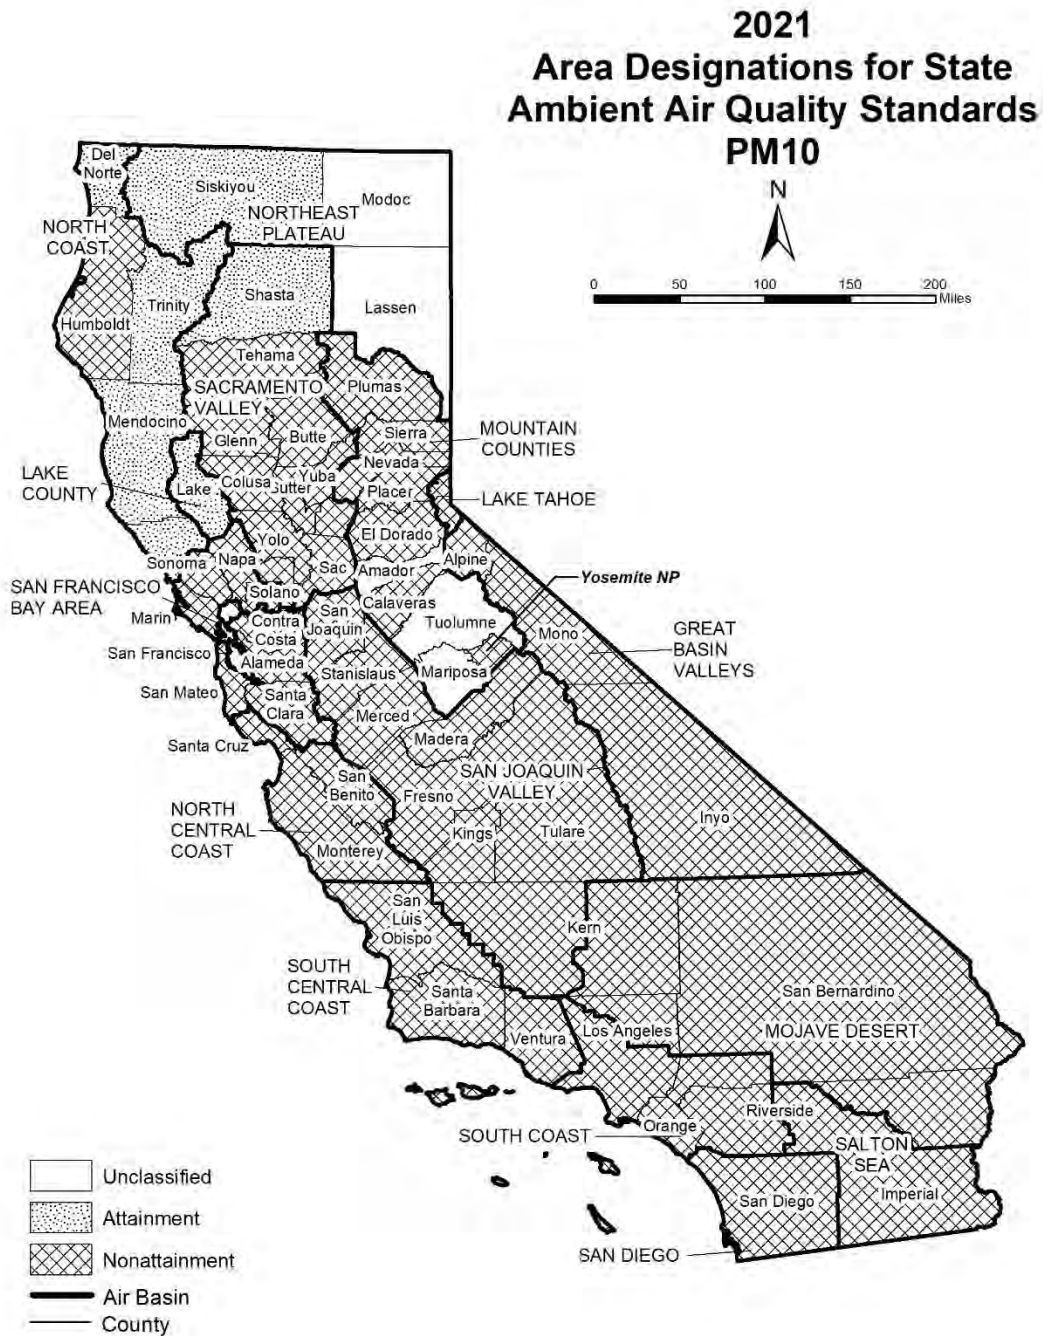 2021
Area Designations for State
Ambient Air Quality Standards
PM10
N
0 50 100 150 200
Miles
Del
Norte
Siskiyou
Modoc
NORTHEAST
PLATEAU
NORTH
COAST
Trinity
Shasta
Lassen
Humboldt
Tehama
Plumas
SACRAMENTO
VALLEY
Mendocino
Glenn
Butte
Sierra
MOUNTAIN
COUNTIES
Nevada
LAKE
COUNTY
Lake
Colusa
Yuba
Sutter
Placer
LAKE TAHOE
El Dorado
Yolo
Sonoma
Napa
Sac
Amador
Alpine
Yosemite NP
SAN FRANCISCO
BAY AREA
Solano
Calaveras
Marin
Contra
Costa
San
Joaquin
Tuolumne
Mono
GREAT
BASIN
VALLEYS
San Francisco
Alameda
Stanislaus
Mariposa
San Mateo
Santa
Clara
Merced
Santa Cruz
Madera
SAN JOAQUIN
VALLEY
San
Benito
Fresno
NORTH
CENTRAL
COAST
Monterey
Kings
Tulare
Inyo
San
Luis
Obispo
Kern
SOUTH
CENTRAL
COAST
Santa
Barbara
San Bernardino
MOJAVE DESERT
Ventura
Los Angeles
Riverside
Orange
SOUTH COAST
SALTON
SEA
San Diego
Imperial
SAN DIEGO
Unclassified
Attainment
Nonattainment
Air Basin
County